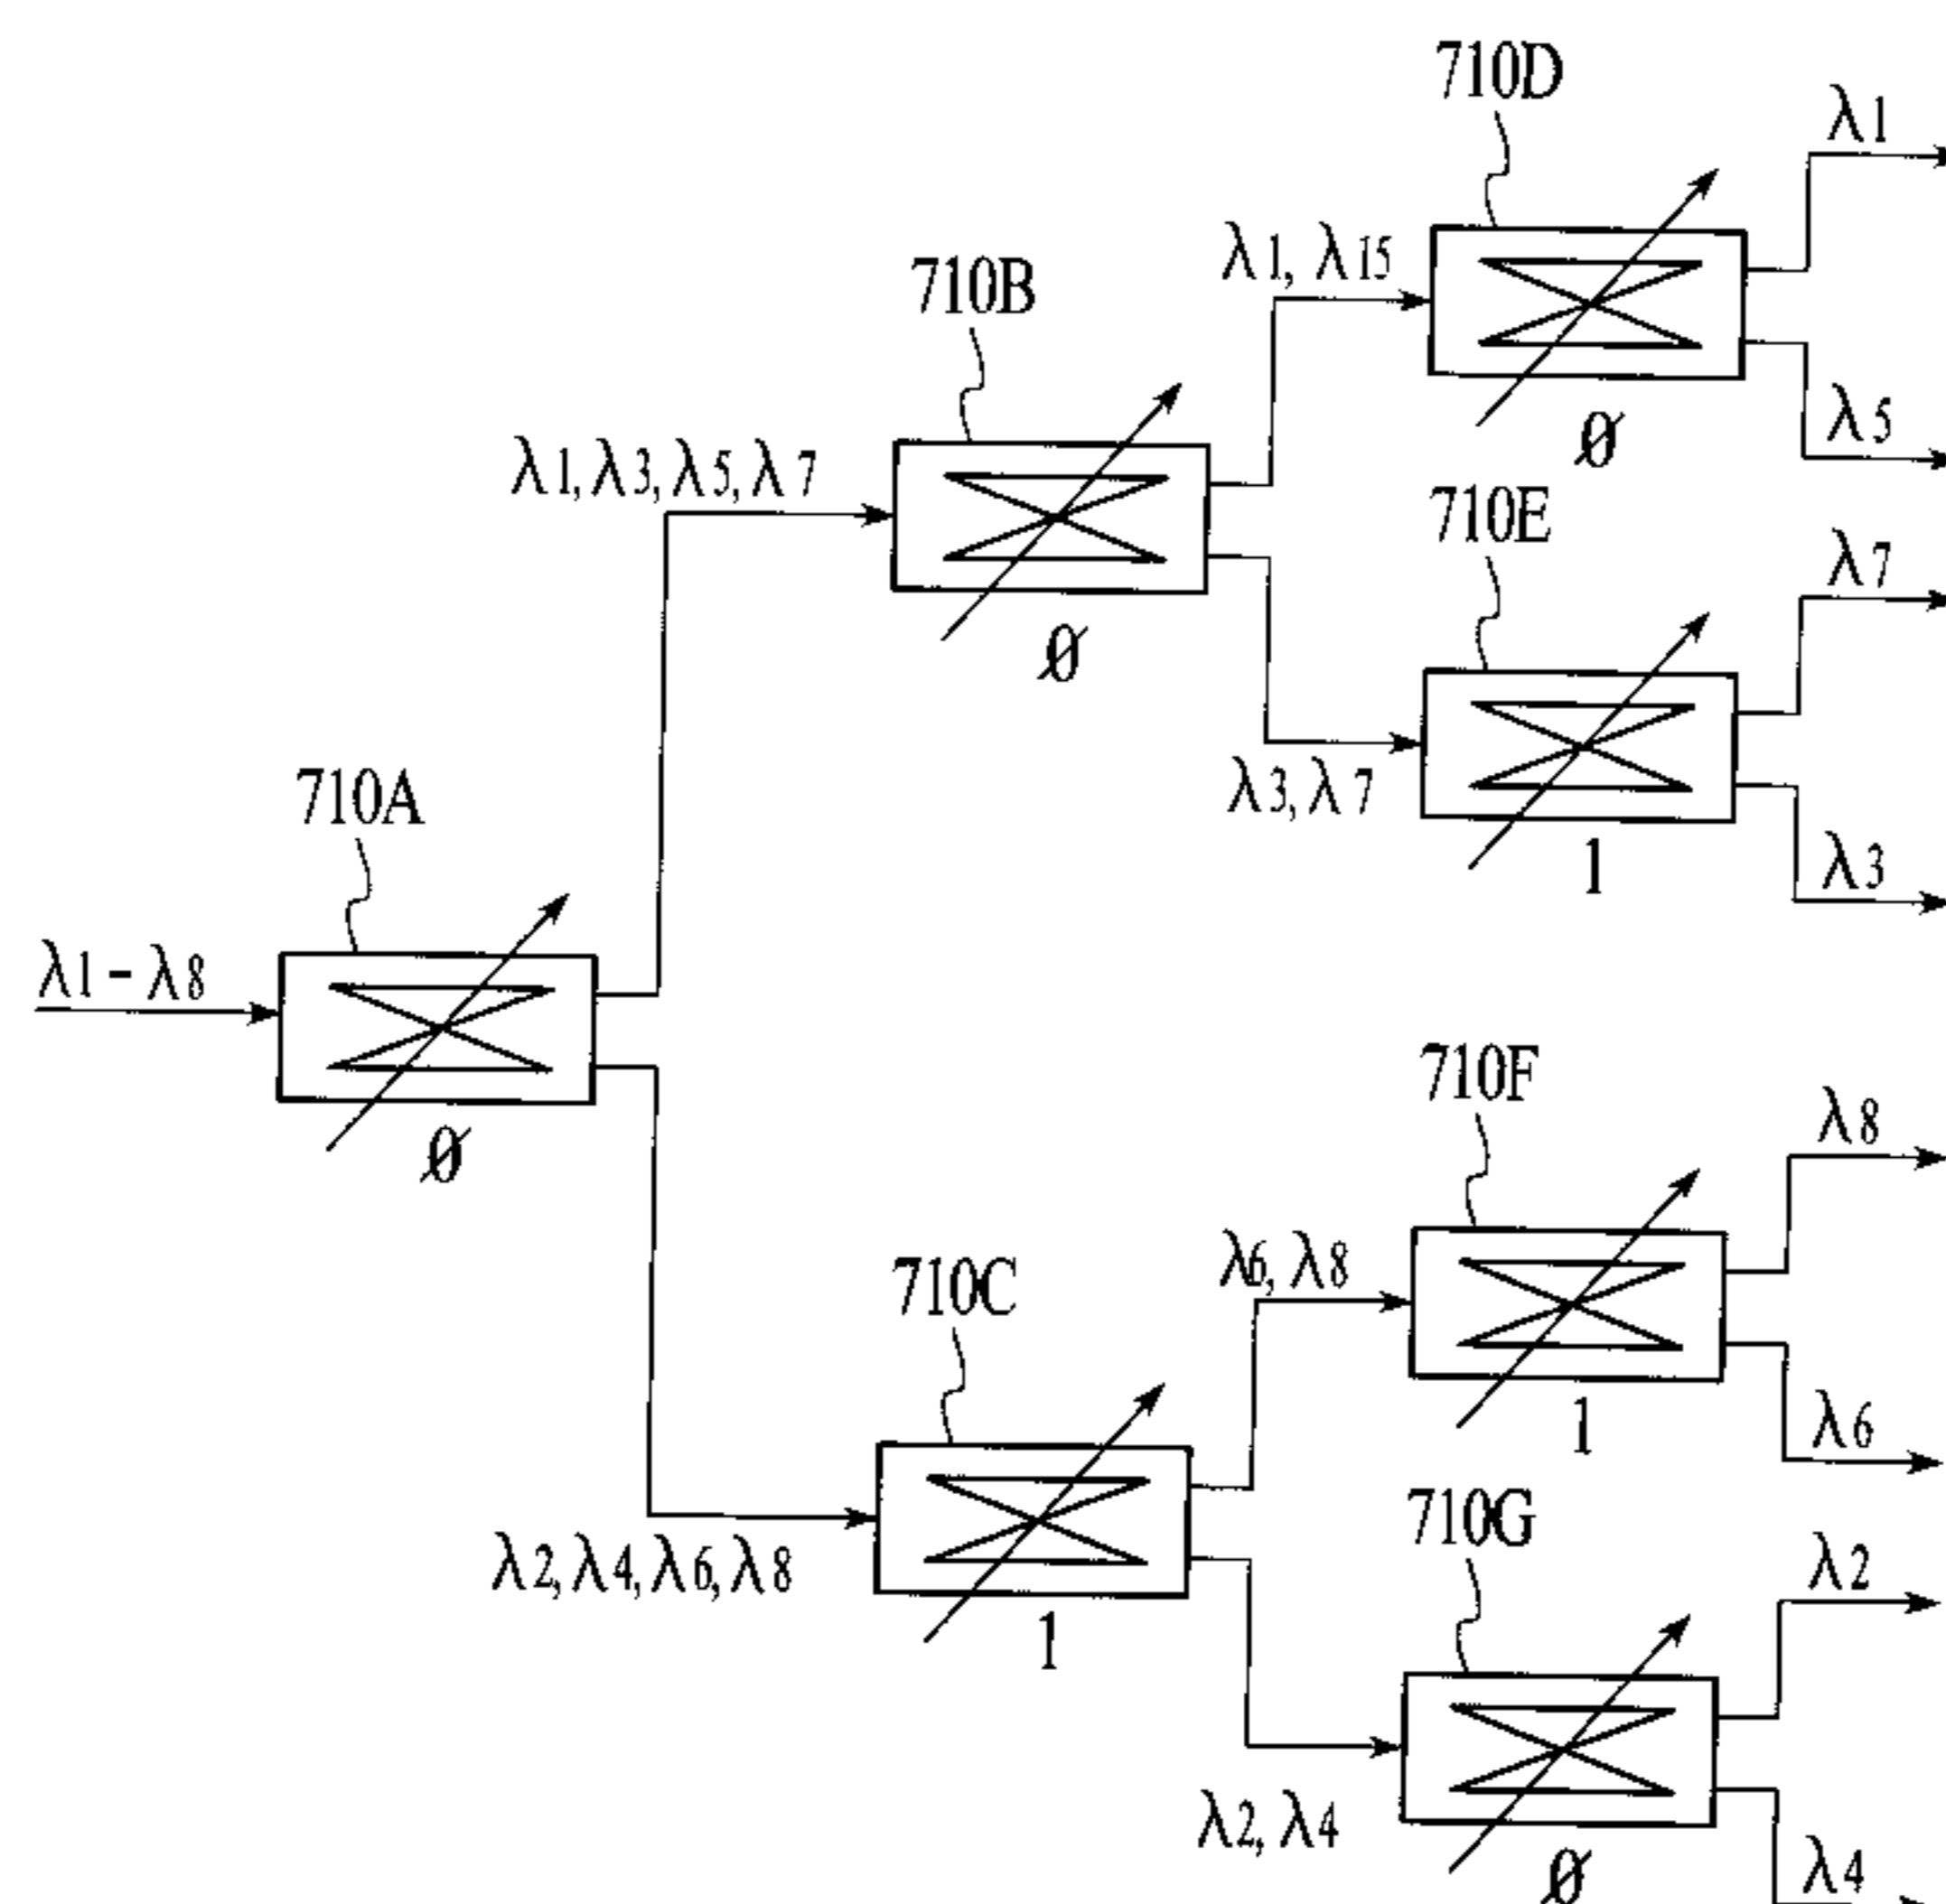 710D
λ1
λ1, λ15
710B
Ø
λ5
λ1, λ3, λ5, λ7
710E
λ7
Ø
λ3, λ7
710A
1
λ3
λ1 - λ8
710F
λ8
Ø
λ6, λ8
710C
1
λ6
710G
λ2
λ2, λ4, λ6, λ8
1
λ2, λ4
Ø
λ4